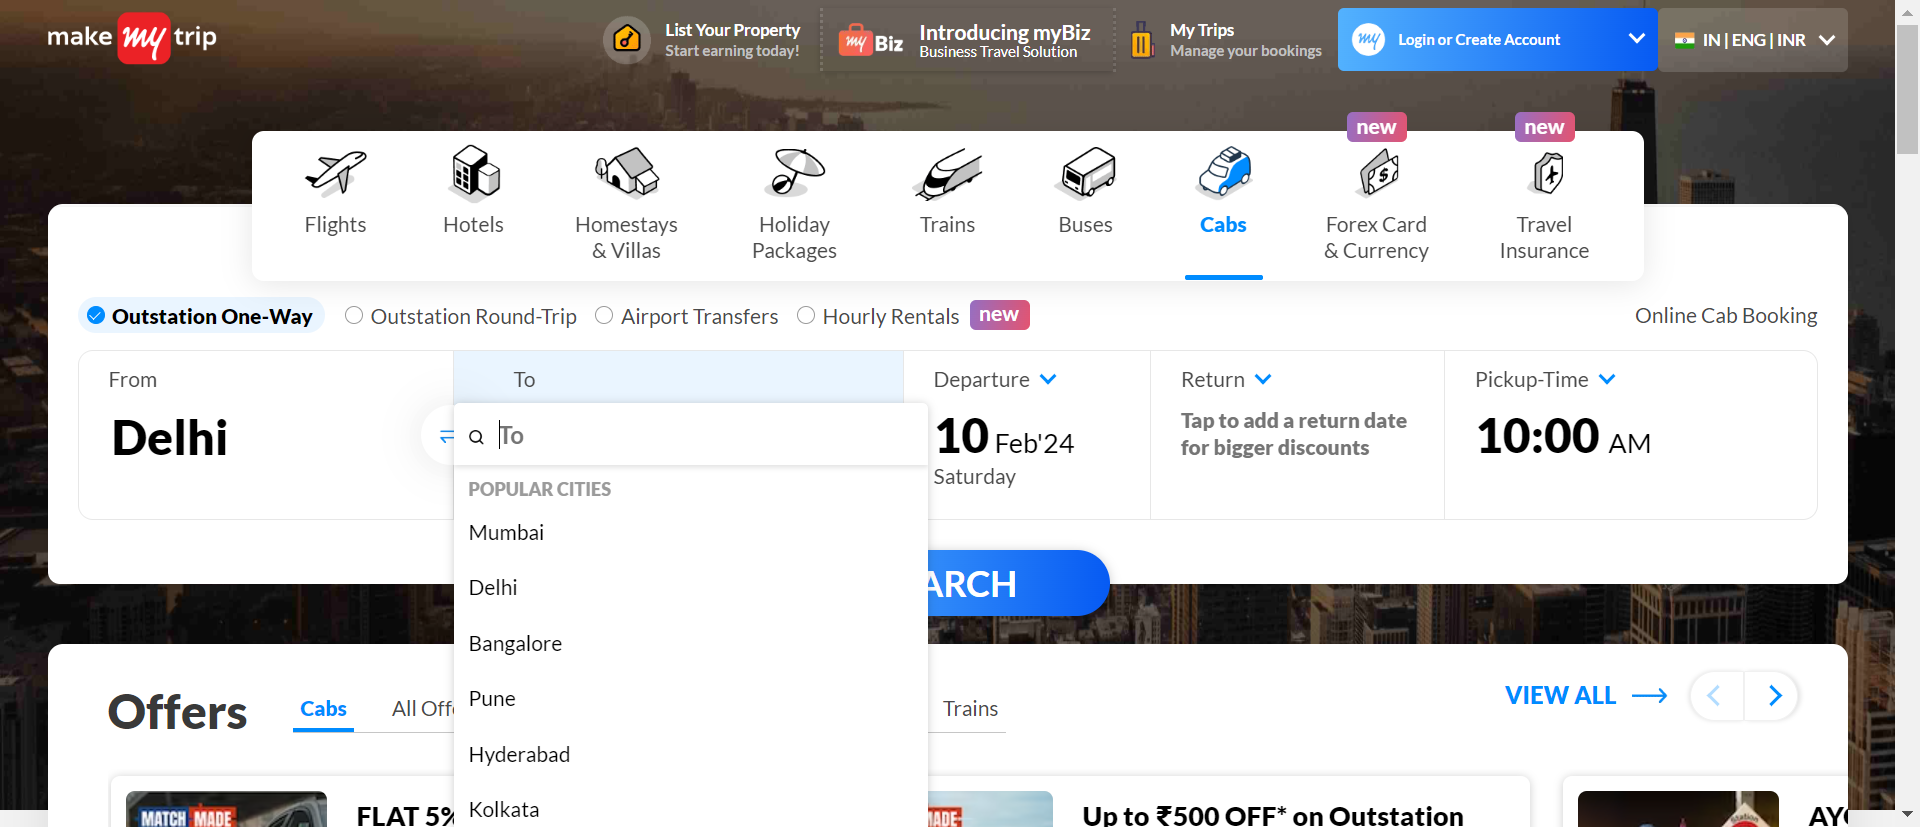 make my trip
List Your Property
Start earning today!
my Biz
Introducing myBiz
Business Travel Solution
My Trips
Manage your bookings
my
Login or Create Account
IN | ENG | INR
new
new
Flights
Hotels
Homestays
& Villas
Holiday
Packages
Trains
Buses
Cabs
Forex Card
& Currency
Travel
Insurance
Outstation One-Way
Outstation Round-Trip
Airport Transfers
Hourly Rentals
new
Online Cab Booking
From
Delhi
To
To
Departure
10 Feb'24
Saturday
Return
Tap to add a return date
for bigger discounts
Pickup-Time
10:00 AM
POPULAR CITIES
Mumbai
Delhi
Bangalore
Pune
Hyderabad
Kolkata
ARCH
Offers
Cabs
All Off
Trains
VIEW ALL
MATCH MADE
FLAT 5%
MADE
Up to ₹500 OFF* on Outstation